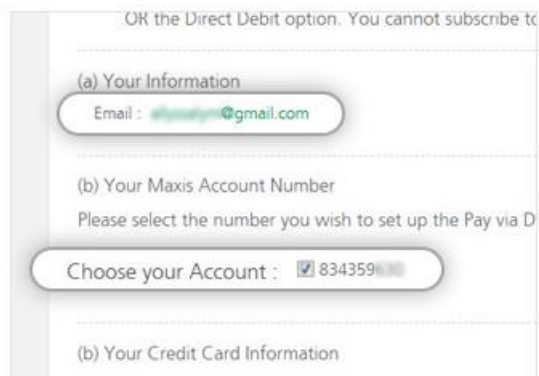 OR the Direct Debit option. You cannot subscribe to
(a) Your Information
Email : @gmail.com
(b) Your Maxis Account Number
Please select the number you wish to set up the Pay via D
Choose your Account : 834359
(b) Your Credit Card Information